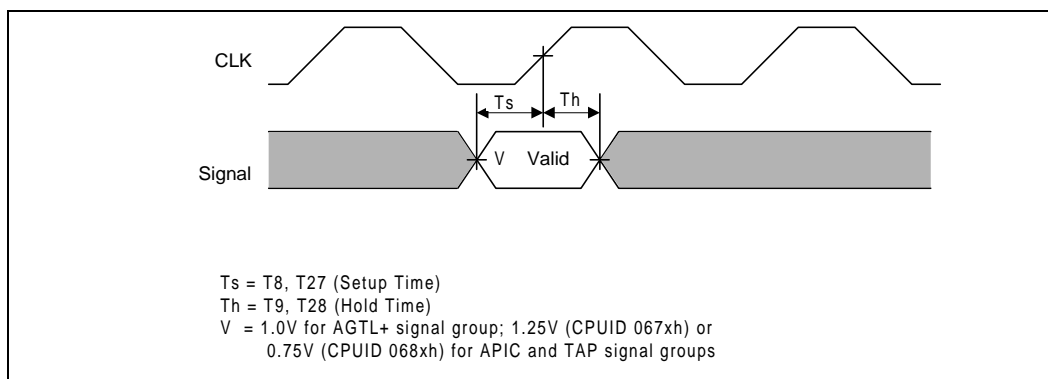 CLK
Ts Th
V Valid
Signal
Ts = T8, T27 (Setup Time)
Th = T9, T28 (Hold Time)
V = 1.0V for AGTL+ signal group; 1.25V (CPUID 067xh) or
0.75V (CPUID 068xh) for APIC and TAP signal groups